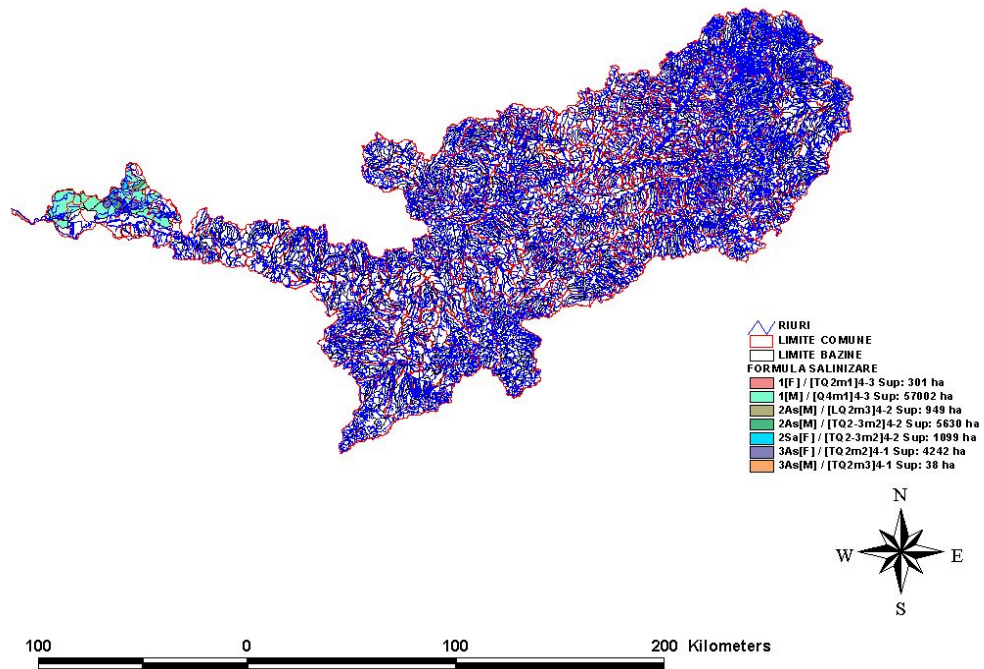 RIURI
LIMITE COMUNE
LIMITE BAZINE
FORMULA SALINIZARE
1[F] / [TQ2m1]4-3 Sup: 301 ha
1[M] / [Q4m1]4-3 Sup: 57002 ha
2As[M] / [LQ2m3]4-2 Sup: 949 ha
2As[M] / [TQ2-3m2]4-2 Sup: 5630 ha
2Sa[F] / [TQ2-3m2]4-2 Sup: 1099 ha
3As[F] / [TQ2m2]4-1 Sup: 4242 ha
3As[M] / [TQ2m3]4-1 Sup: 38 ha
N
W E
S
100 0 100 200 Kilometers